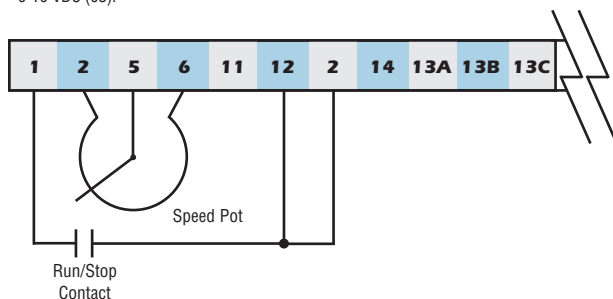 0-10 VDC (05).
1 2 5 6 11 12 2 14 13A 13B 13C
Speed Pot
Run/Stop
Contact